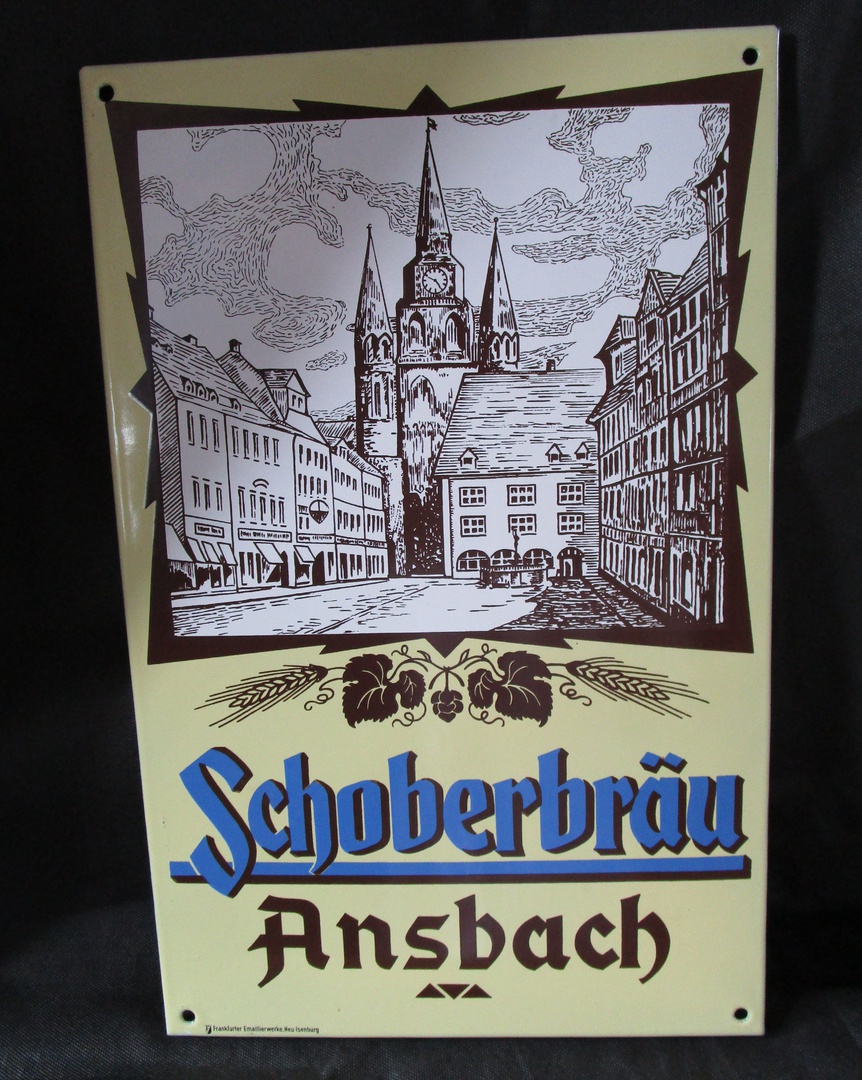 Schoberbräu
Ansbach
Frankfurter Emaillierwerke, Neu-Isenburg